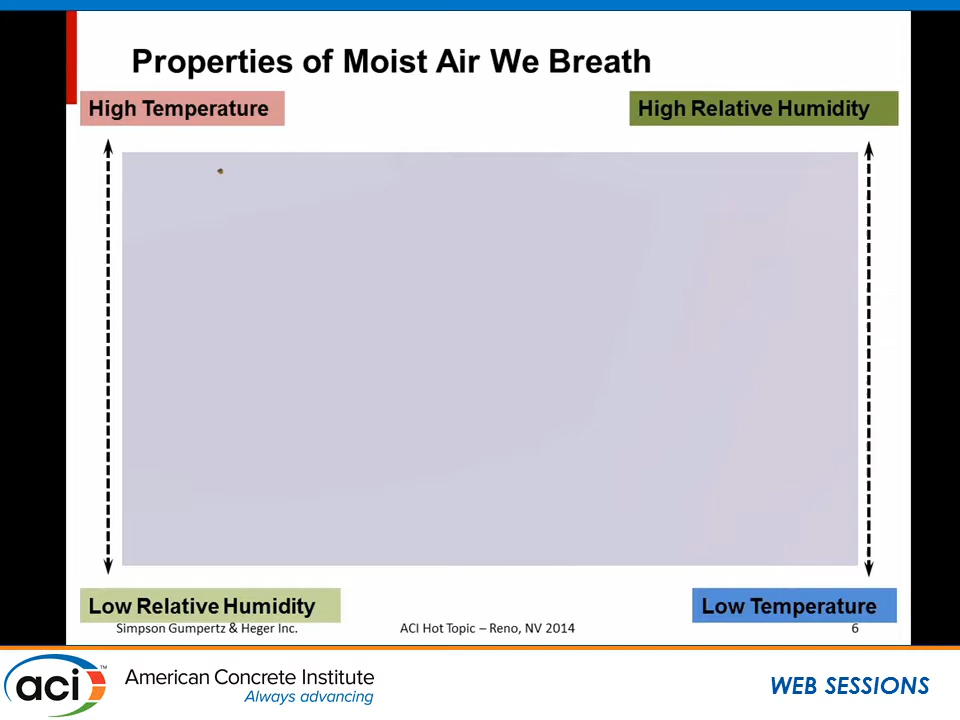 Properties of Moist Air We Breath
High Temperature
High Relative Humidity
Low Relative Humidity
Low Temperature
Simpson Gumpertz & Heger Inc.
ACI Hot Topic – Reno, NV 2014
6
aci™
American Concrete Institute
Always advancing
WEB SESSIONS